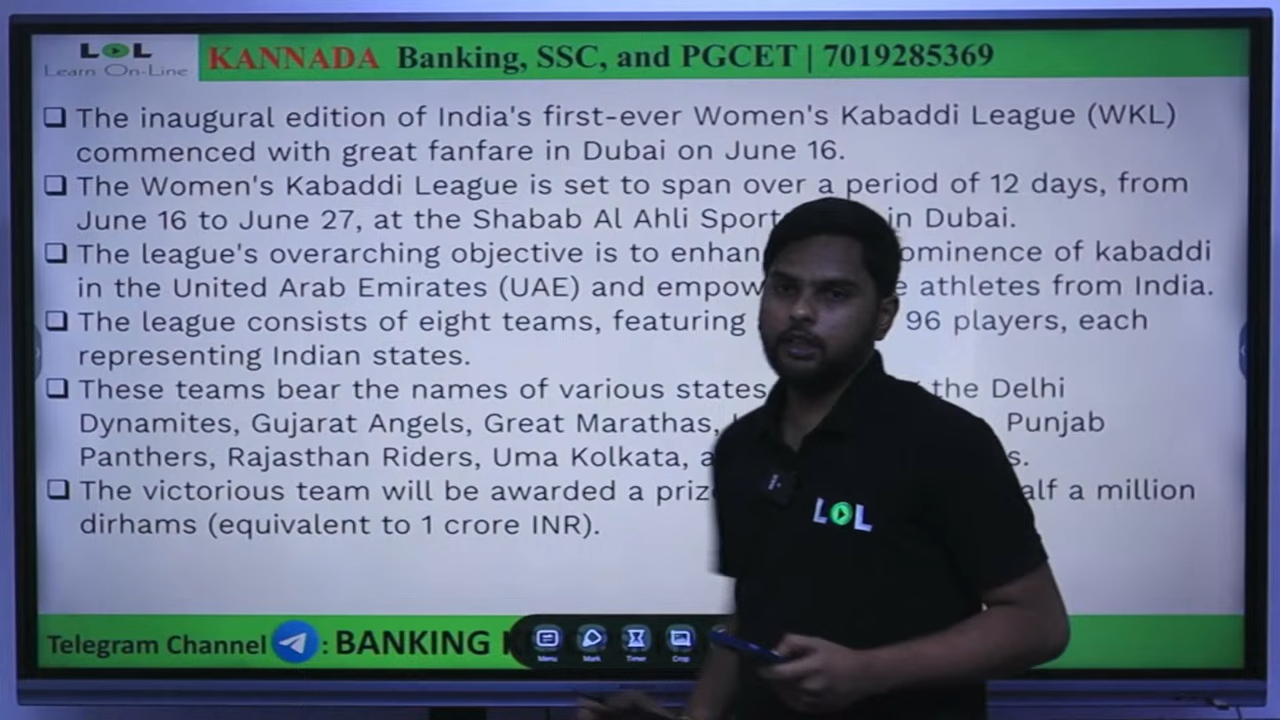 LOL
Learn On-Line
KANNADA Banking, SSC, and PGCET | 7019285369
The inaugural edition of India's first-ever Women's Kabaddi League (WKL)
commenced with great fanfare in Dubai on June 16.
The Women's Kabaddi League is set to span over a period of 12 days, from
June 16 to June 27, at the Shabab Al Ahli in Dubai.
The league's overarching objective is to of kabaddi
in the United Arab Emirates (UAE) and athletes from India.
The league consists of eight teams, featuring 96 players, each
representing Indian states.
These teams bear the names of various states the Delhi
Dynamites, Gujarat Angels, Great Marathas, Punjab
Panthers, Rajasthan Riders, Uma Kolkata,
The victorious team will be awarded a half a million
dirhams (equivalent to 1 crore INR).
LOL
Telegram Channel : BANKING
Menu Mark Timer Crop